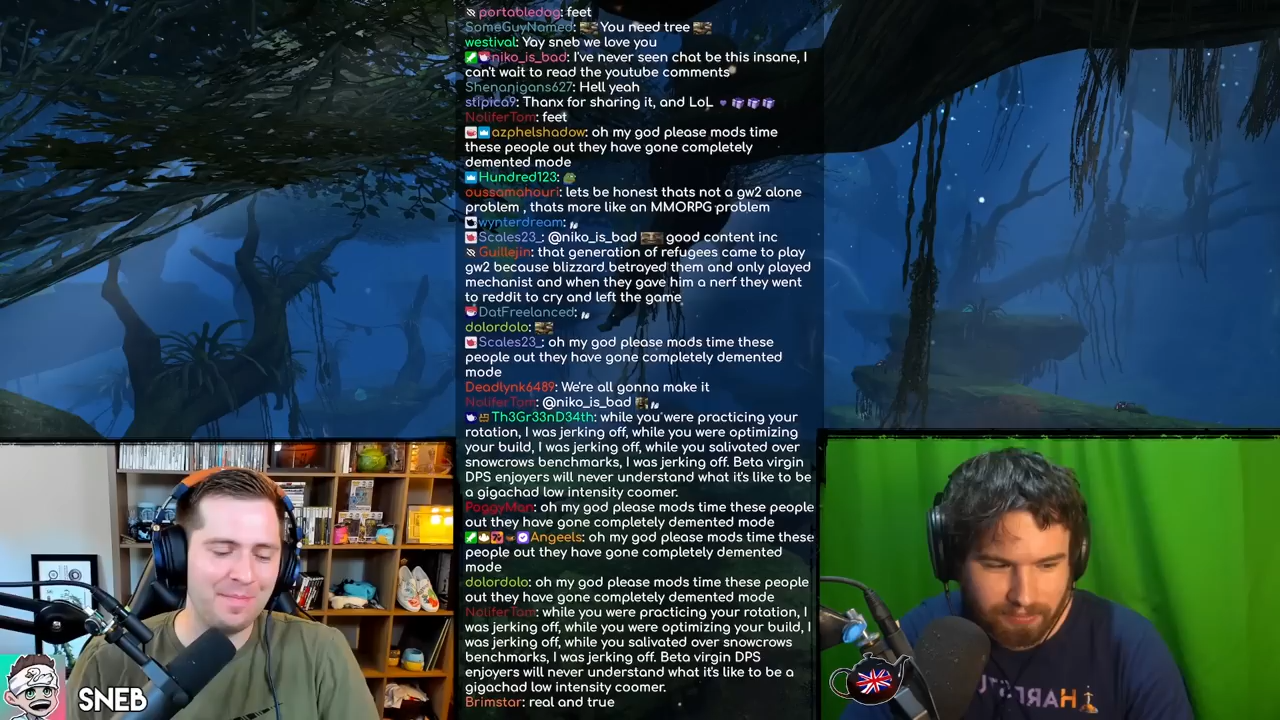 portabledog: feet
SomeGuyNamed: You need tree
westival: Yay sneb we love you
niko_is_bad: I've never seen chat be this insane, I
can't wait to read the youtube comments
Shenanigans627: Hell yeah
stipica9: Thanx for sharing it, and LoL
NoliferTom: feet
azphelshadow: oh my god please mods time
these people out they have gone completely
demented mode
Hundred123:
oussamahouri: lets be honest thats not a gw2 alone
problem , thats more like an MMORPG problem
wynterdream:
Scales23_: @niko_is_bad good content inc
Guillejin: that generation of refugees came to play
gw2 because blizzard betrayed them and only played
mechanist and when they gave him a nerf they went
to reddit to cry and left the game
DatFreelanced:
dolordolo:
Scales23_: oh my god please mods time these
people out they have gone completely demented
mode
Deadlynk6489: We're all gonna make it
NoliferTom: @niko_is_bad
Th3Gr33nD34th: while you were practicing your
rotation, I was jerking off, while you were optimizing
your build, I was jerking off, while you salivated over
snowcrows benchmarks, I was jerking off. Beta virgin
DPS enjoyers will never understand what it's like to be
a gigachad low intensity coomer.
PoggyMan: oh my god please mods time these people
out they have gone completely demented mode
Angeels: oh my god please mods time these
people out they have gone completely demented
mode
dolordolo: oh my god please mods time these people
out they have gone completely demented mode
NoliferTom: while you were practicing your rotation, I
was jerking off, while you were optimizing your build, I
was jerking off, while you salivated over snowcrows
benchmarks, I was jerking off. Beta virgin DPS
enjoyers will never understand what it's like to be a
gigachad low intensity coomer.
Brimstar: real and true
SNEB